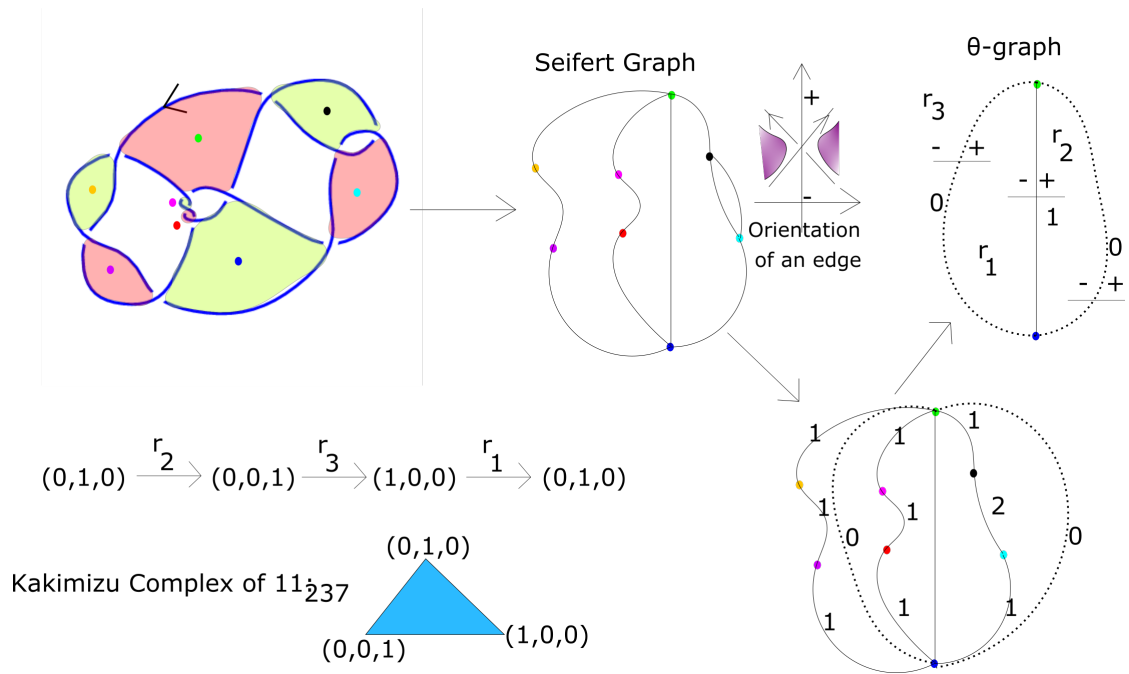 Seifert Graph
+
-
Orientation
of an edge
θ-graph
r3
- +
0
r2
- +
1
r1
0
- +
r2
r3
r1
(0,1,0)
(0,0,1)
(1,0,0)
(0,1,0)
Kakimizu Complex of 11:237
(0,1,0)
(0,0,1)
(1,0,0)
1
1
1
1
1
2
0
0
1
1
1